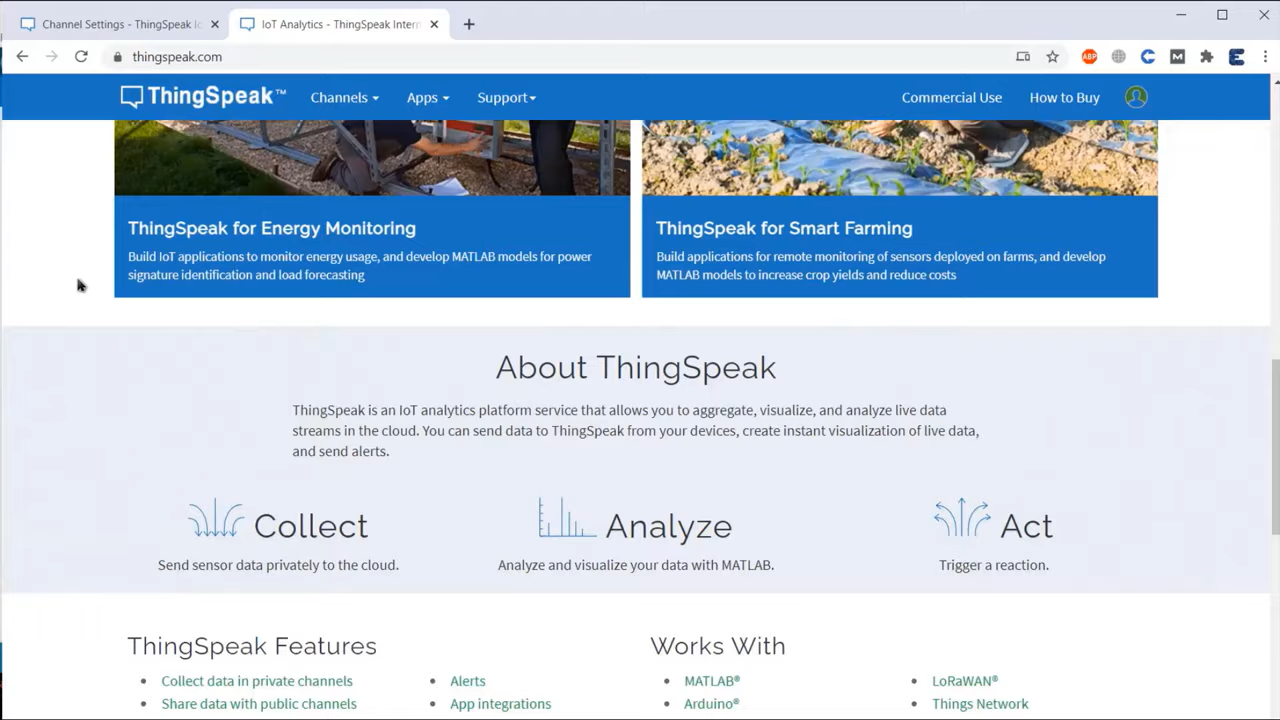 Channel Settings - ThingSpeak Io
IoT Analytics - ThingSpeak Intern
thingspeak.com
ABP
M
ThingSpeak™
Channels
Apps
Support
Commercial Use
How to Buy
ThingSpeak for Energy Monitoring
Build IoT applications to monitor energy usage, and develop MATLAB models for power
signature identification and load forecasting
ThingSpeak for Smart Farming
Build applications for remote monitoring of sensors deployed on farms, and develop
MATLAB models to increase crop yields and reduce costs
About ThingSpeak
ThingSpeak is an IoT analytics platform service that allows you to aggregate, visualize, and analyze live data
streams in the cloud. You can send data to ThingSpeak from your devices, create instant visualization of live data,
and send alerts.
Collect
Send sensor data privately to the cloud.
Analyze
Analyze and visualize your data with MATLAB.
Act
Trigger a reaction.
ThingSpeak Features
Collect data in private channels
Share data with public channels
Alerts
App integrations
Works With
MATLAB®
Arduino®
LoRaWAN®
Things Network